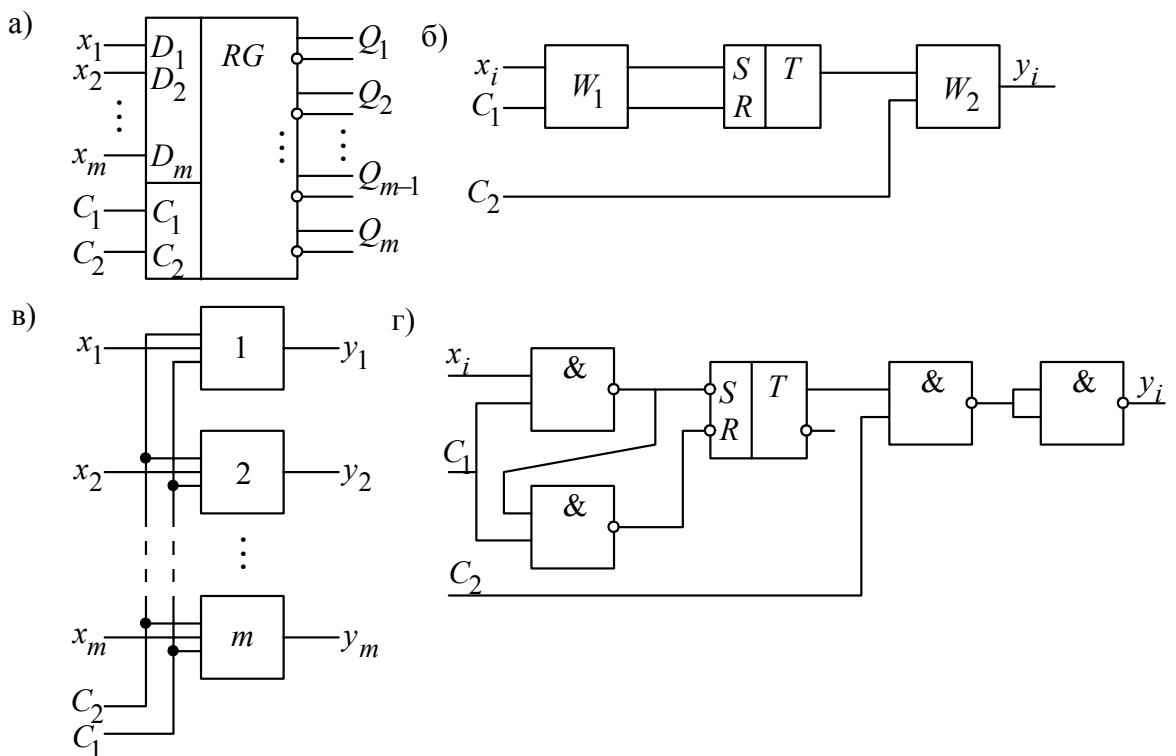 а)
x1 D1 RG Q1
x2 D2
Q2
xm Dm
Qm–1
C1 C1
Qm
C2 C2
б)
xi W1 S T W2 yi
C1 R
C2
в)
x1 1 y1
x2 2 y2
xm m ym
C2
C1
г)
xi & S T & & yi
R
C1
&
C2